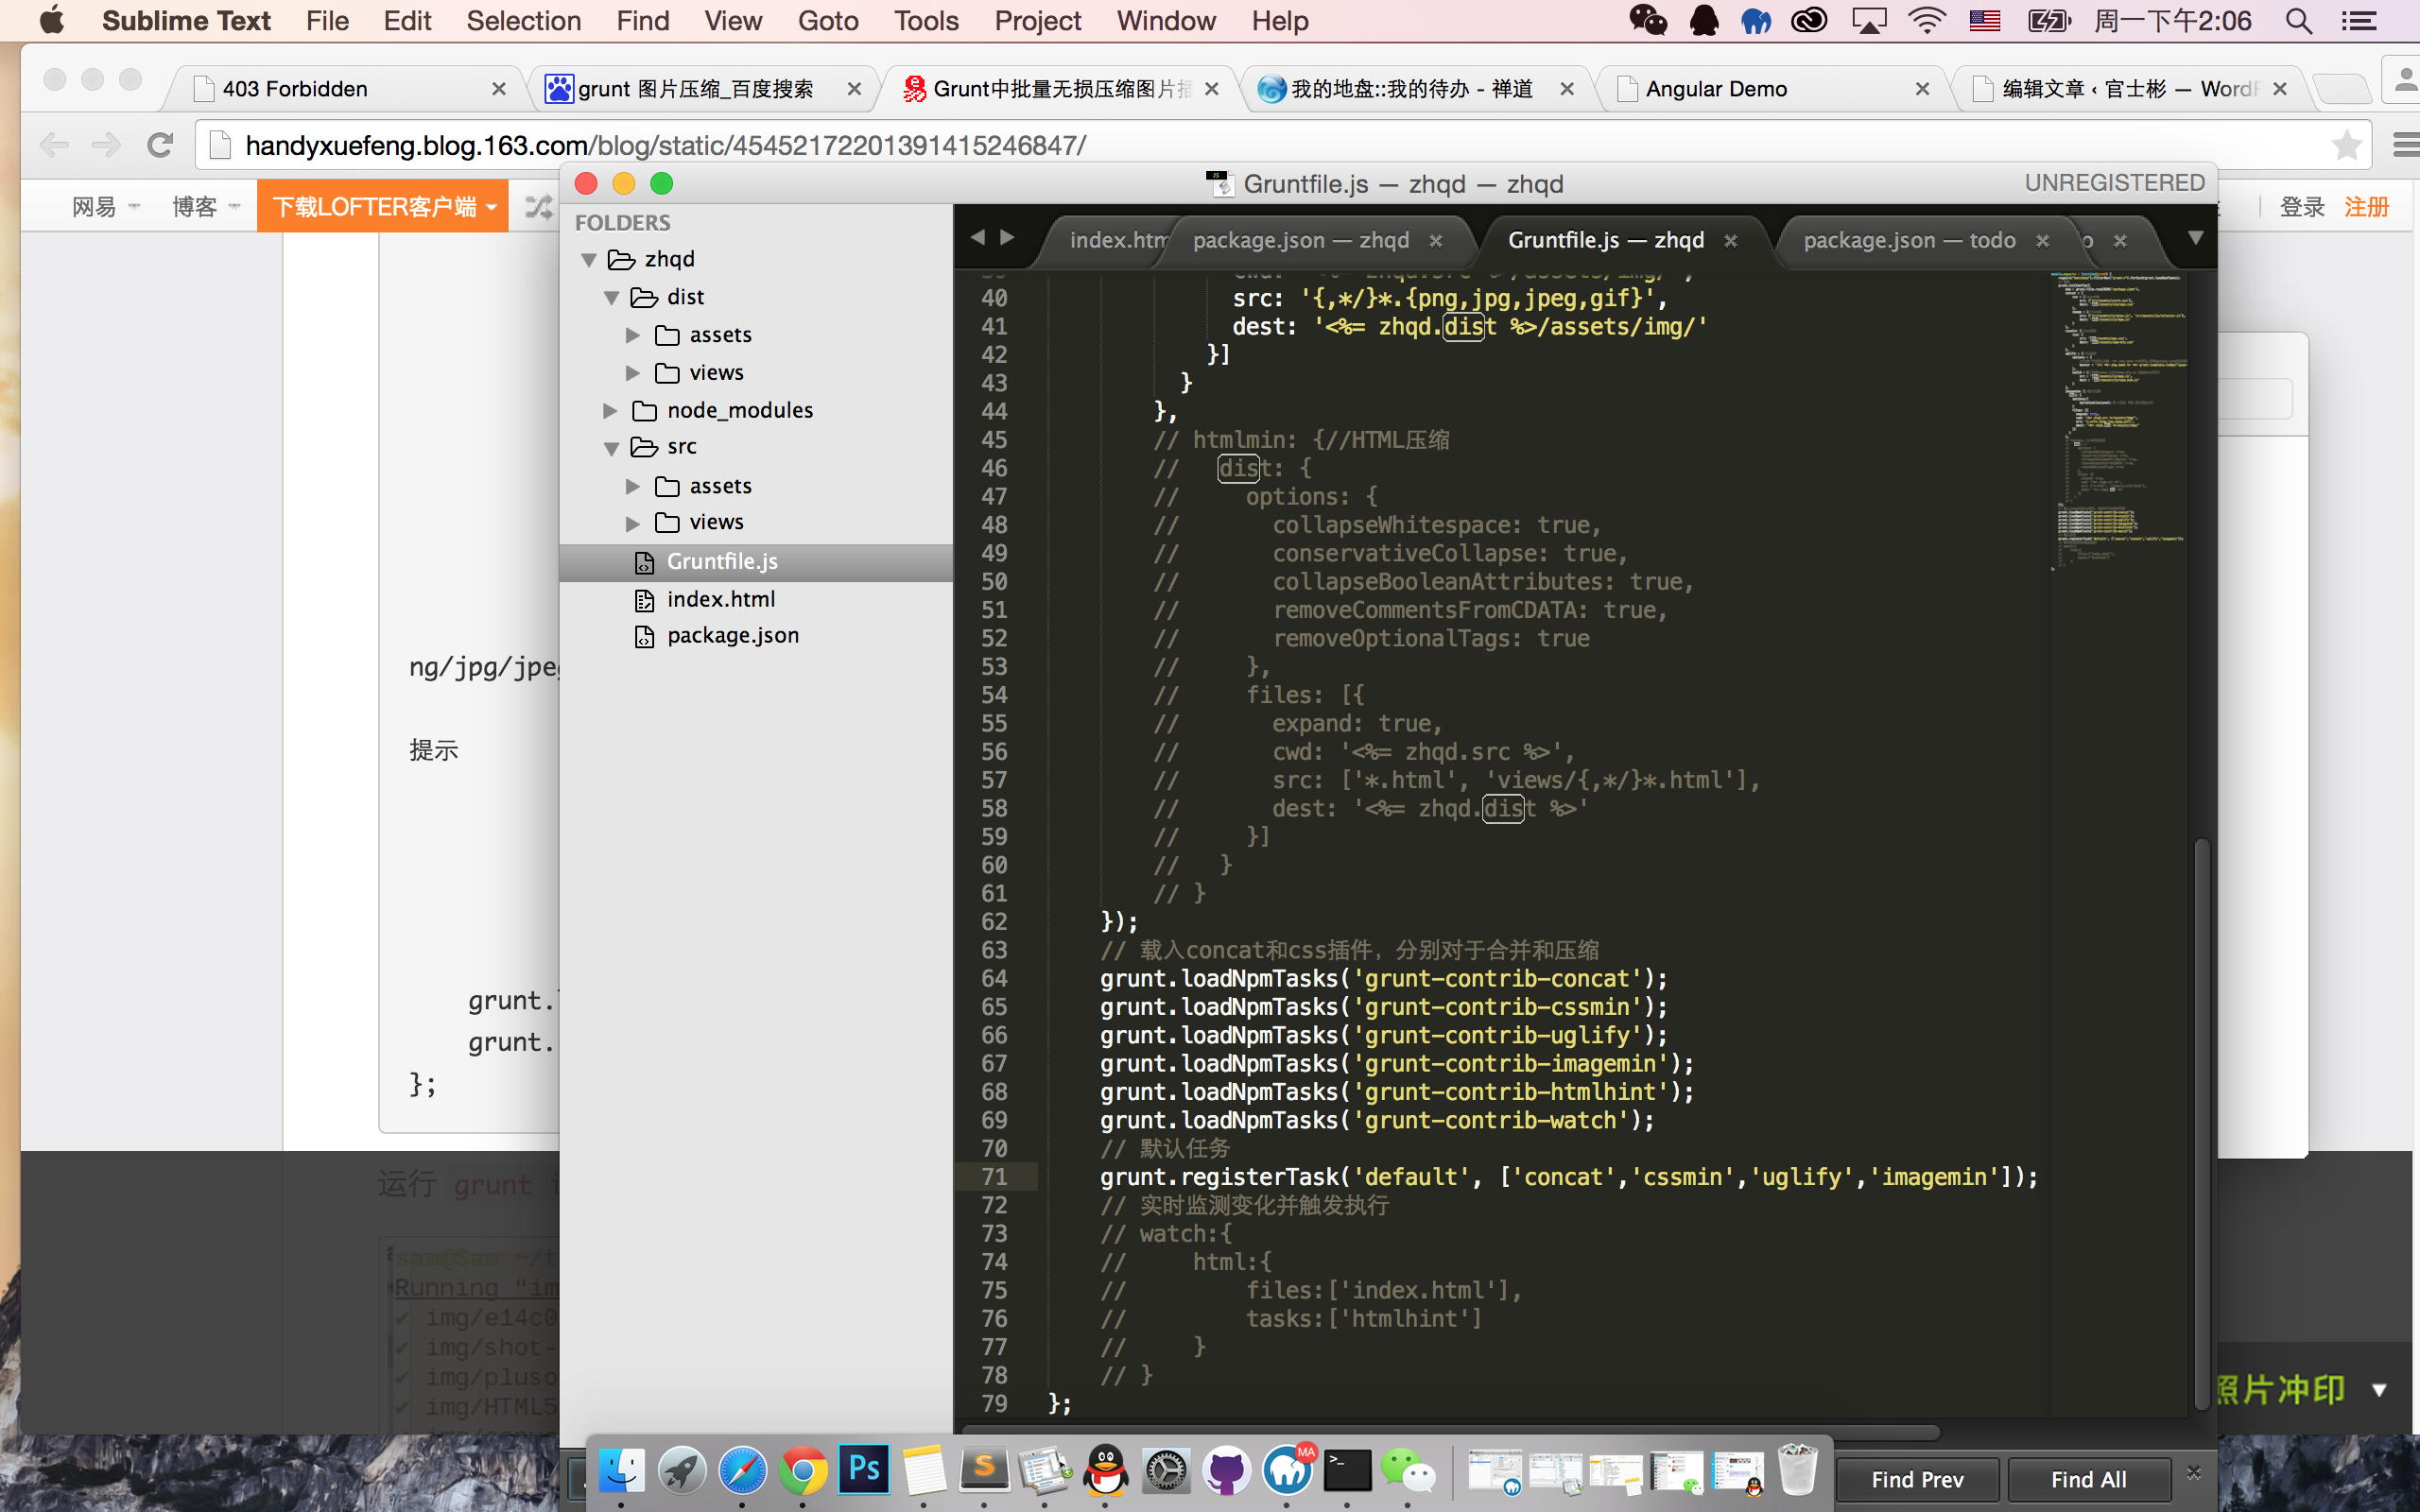 Sublime Text File Edit Selection Find View Goto Tools Project Window Help 周一下午2:06
403 Forbidden
grunt 图片压缩_百度搜索
Grunt中批量无损压缩图片插
我的地盘::我的待办 - 禅道
Angular Demo
编辑文章 ‹ 官士彬 — WordP
handyxuefeng.blog.163.com/blog/static/45452172201391415246847/
网易 博客 下载LOFTER客户端 登录 注册
Gruntfile.js — zhqd — zhqd
UNREGISTERED
FOLDERS
zhqd
dist
assets
views
node_modules
src
assets
views
Gruntfile.js
index.html
package.json
index.htm
package.json — zhqd
Gruntfile.js — zhqd
package.json — todo
o
40 src: '{,*/}*.{png,jpg,jpeg,gif}',
41 dest: '<%= zhqd.dist %>/assets/img/'
42 }]
43 }
44 },
45 // htmlmin: {//HTML压缩
46 // dist: {
47 // options: {
48 // collapseWhitespace: true,
49 // conservativeCollapse: true,
50 // collapseBooleanAttributes: true,
51 // removeCommentsFromCDATA: true,
52 // removeOptionalTags: true
53 // },
54 // files: [{
55 // expand: true,
56 // cwd: '<%= zhqd.src %>',
57 // src: ['*.html', 'views/{,*/}*.html'],
58 // dest: '<%= zhqd.dist %>'
59 // }]
60 // }
61 // }
62 });
63 // 载入concat和css插件，分别对于合并和压缩
64 grunt.loadNpmTasks('grunt-contrib-concat');
65 grunt.loadNpmTasks('grunt-contrib-cssmin');
66 grunt.loadNpmTasks('grunt-contrib-uglify');
67 grunt.loadNpmTasks('grunt-contrib-imagemin');
68 grunt.loadNpmTasks('grunt-contrib-htmlhint');
69 grunt.loadNpmTasks('grunt-contrib-watch');
70 // 默认任务
71 grunt.registerTask('default', ['concat','cssmin','uglify','imagemin']);
72 // 实时监测变化并触发执行
73 // watch:{
74 // html:{
75 // files:['index.html'],
76 // tasks:['htmlhint']
77 // }
78 // }
79 };
ng/jpg/jpeg
提示
grunt.
grunt.
};
运行 grunt i
sam@Sam ~/t
Running "im
✔ img/e14c0
✔ img/shot-
✔ img/pluso
✔ img/HTML5
照片冲印
Ps
S
MA
Find Prev
Find All